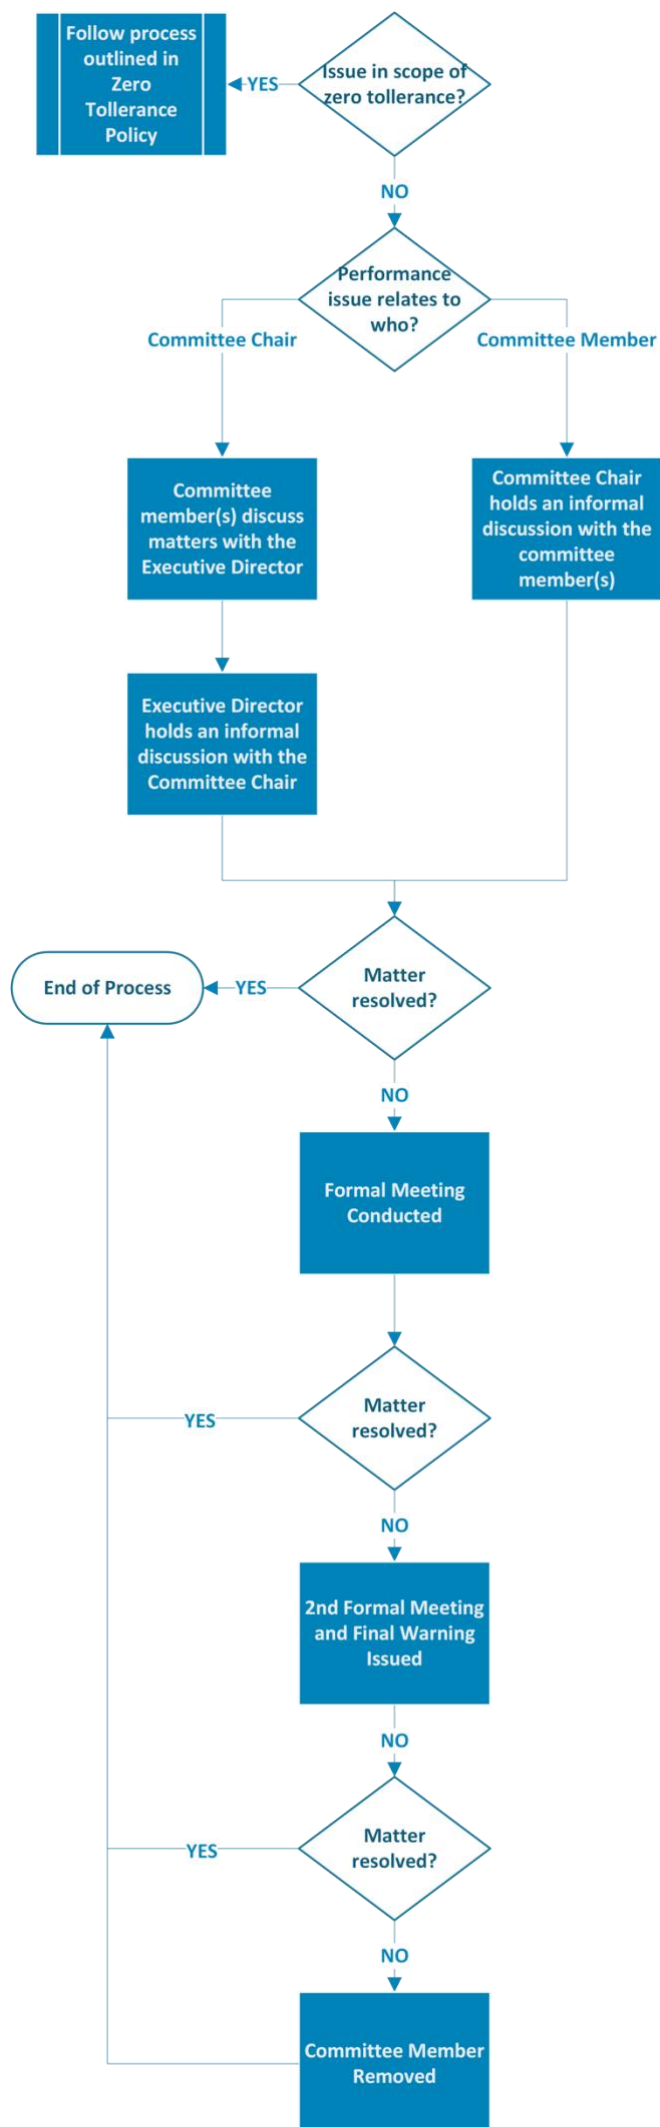 Follow process
outlined in
Zero
Tollerance
Policy
YES
Issue in scope of
zero tollerance?
NO
Performance
issue relates to
who?
Committee Chair
Committee Member
Committee
member(s) discuss
matters with the
Executive Director
Committee Chair
holds an informal
discussion with the
committee
member(s)
Executive Director
holds an informal
discussion with the
Committee Chair
End of Process
YES
Matter
resolved?
NO
Formal Meeting
Conducted
Matter
resolved?
YES
NO
2nd Formal Meeting
and Final Warning
Issued
NO
Matter
resolved?
YES
NO
Committee Member
Removed